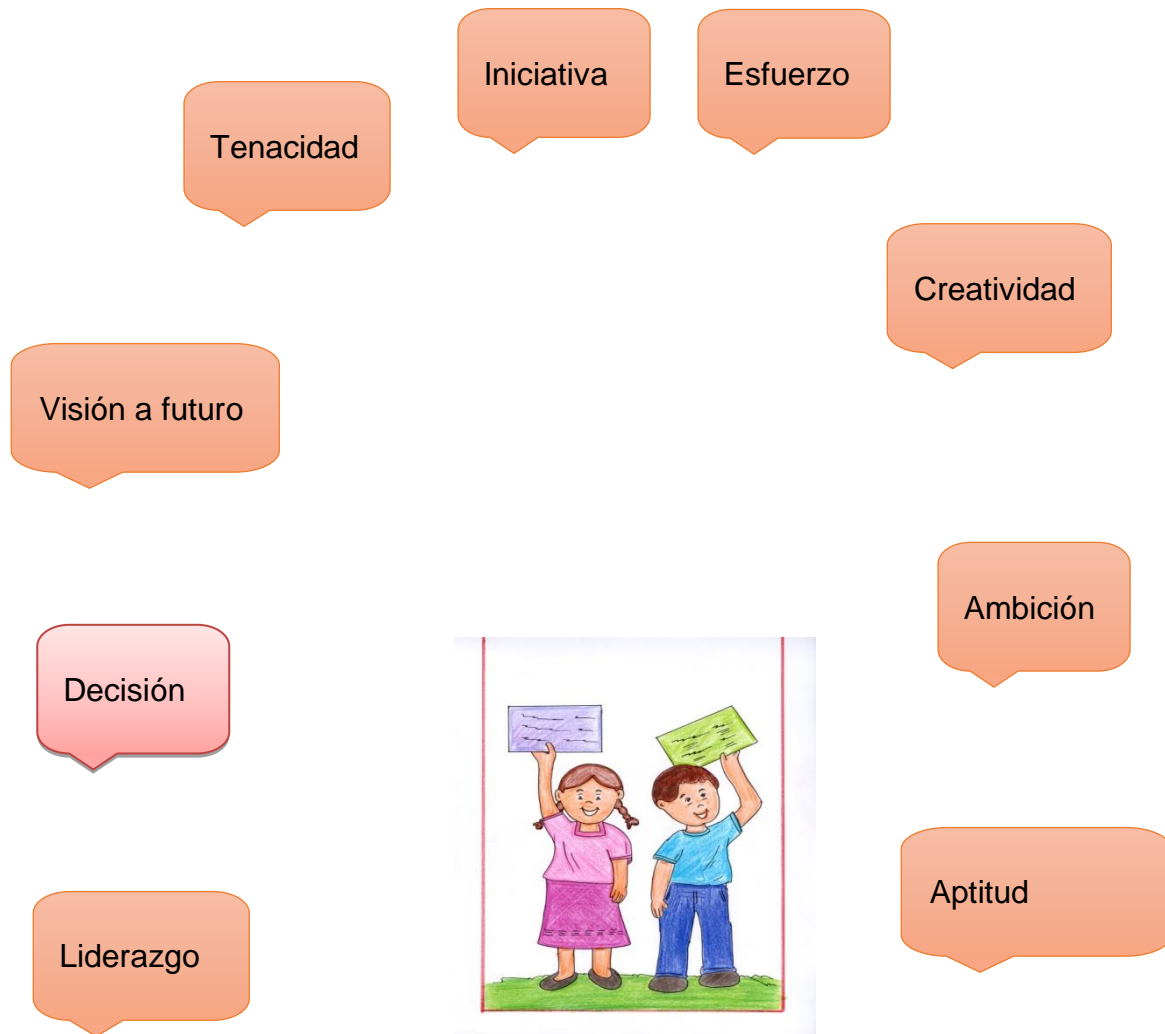 Iniciativa
Esfuerzo
Tenacidad
Creatividad
Visión a futuro
Ambición
Decisión
Aptitud
Liderazgo